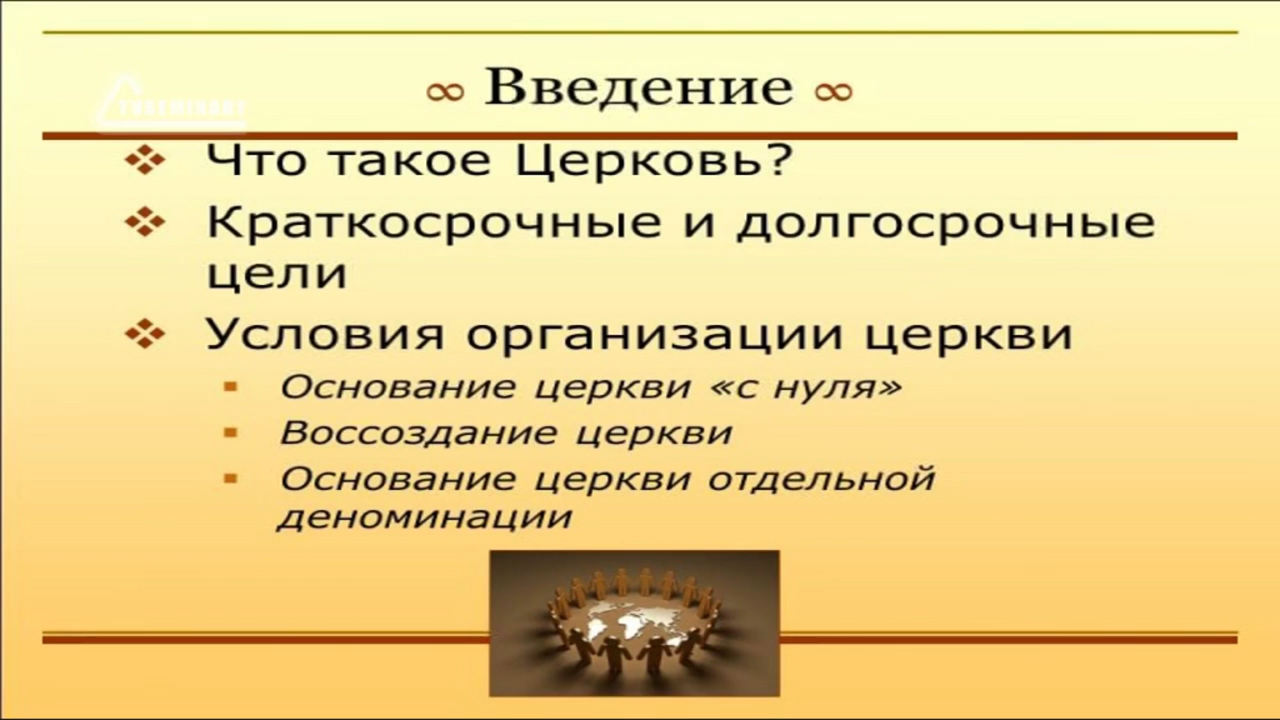 ∞ Введение ∞
TVSEMINARY
Что такое Церковь?
Краткосрочные и долгосрочные
цели
Условия организации церкви
Основание церкви «с нуля»
Воссоздание церкви
Основание церкви отдельной
деноминации